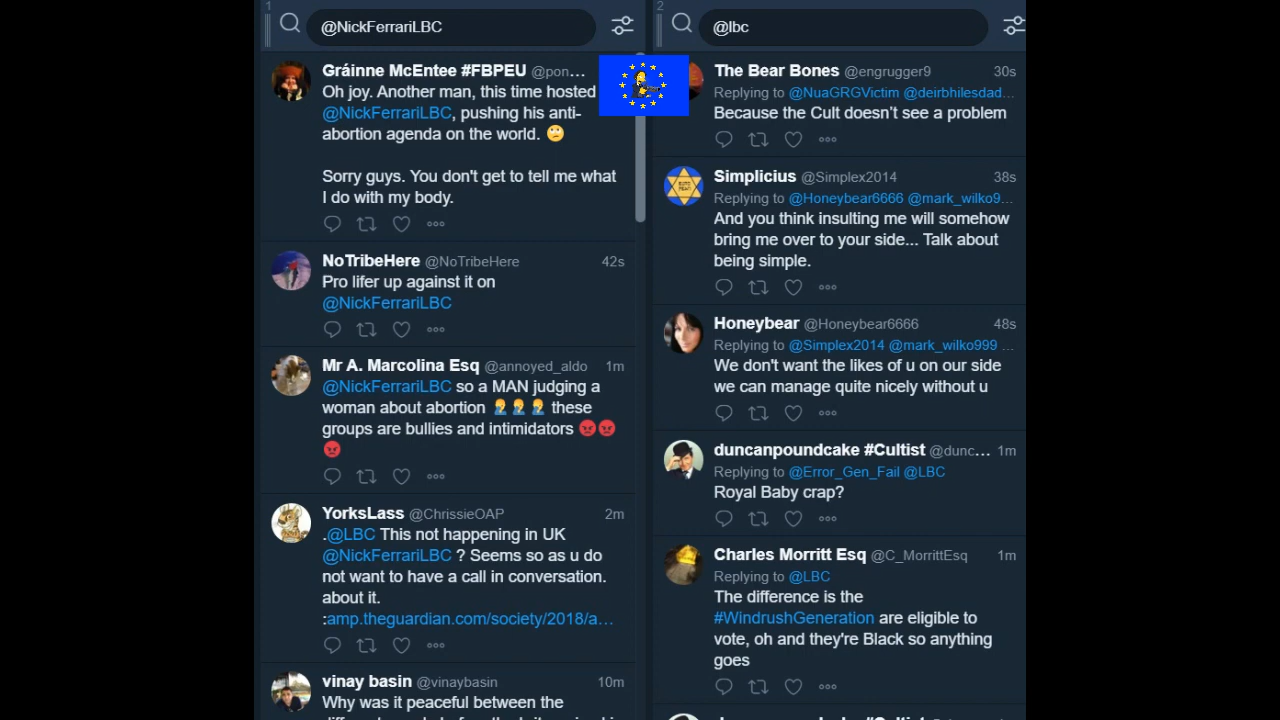 1
@NickFerrariLBC
Gráinne McEntee #FBPEU @pon...
Oh joy. Another man, this time hosted
@NickFerrariLBC, pushing his anti-
abortion agenda on the world. 🙄
Sorry guys. You don't get to tell me what
I do with my body.
NoTribeHere @NoTribeHere 42s
Pro lifer up against it on
@NickFerrariLBC
Mr A. Marcolina Esq @annoyed_aldo 1m
@NickFerrariLBC so a MAN judging a
woman about abortion 🤦‍♂️🤦‍♂️🤦‍♂️ these
groups are bullies and intimidators 😡😡
😡
YorksLass @ChrissieOAP 2m
.@LBC This not happening in UK
@NickFerrariLBC ? Seems so as u do
not want to have a call in conversation.
about it.
:amp.theguardian.com/society/2018/a...
vinay basin @vinaybasin 10m
Why was it peaceful between the
2
@lbc
The Bear Bones @engrugger9 30s
Replying to @NuaGRGVictim @deirbhilesdad...
Because the Cult doesn't see a problem
Simplicius @Simplex2014 38s
Replying to @Honeybear6666 @mark_wilko9...
And you think insulting me will somehow
bring me over to your side... Talk about
being simple.
Honeybear @Honeybear6666 48s
Replying to @Simplex2014 @mark_wilko999 ...
We don't want the likes of u on our side
we can manage quite nicely without u
duncanpoundcake #Cultist @dunc... 1m
Replying to @Error_Gen_Fail @LBC
Royal Baby crap?
Charles Morritt Esq @C_MorrittEsq 1m
Replying to @LBC
The difference is the
#WindrushGeneration are eligible to
vote, oh and they're Black so anything
goes